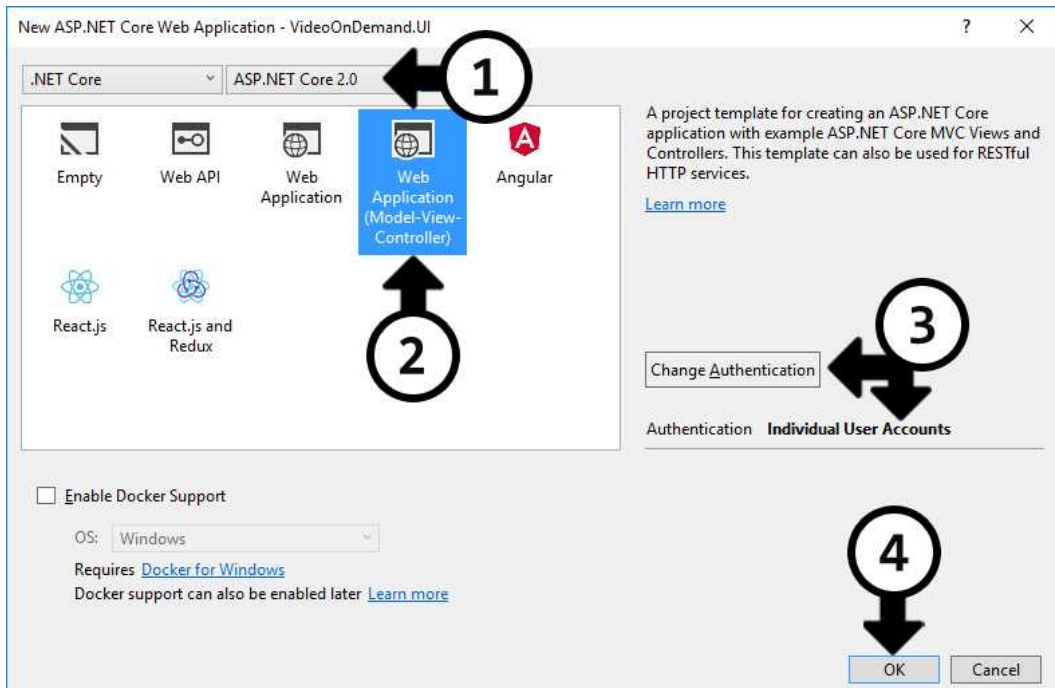 New ASP.NET Core Web Application - VideoOnDemand.UI
?
.NET Core
ASP.NET Core 2.0
1
Empty
Web API
Web
Application
Web
Application
(Model-View-
Controller)
Angular
React.js
React.js and
Redux
2
A project template for creating an ASP.NET Core
application with example ASP.NET Core MVC Views and
Controllers. This template can also be used for RESTful
HTTP services.
Learn more
3
Change Authentication
Authentication Individual User Accounts
Enable Docker Support
OS: Windows
Requires Docker for Windows
Docker support can also be enabled later Learn more
4
OK
Cancel